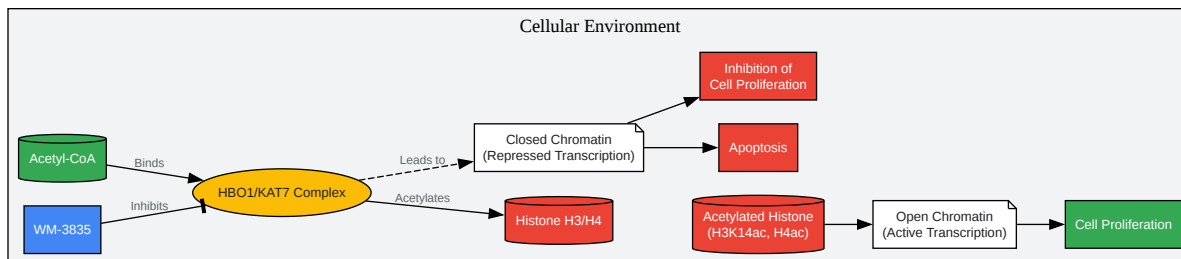 Cellular Environment
Inhibition of
Cell Proliferation
Acetyl-CoA
Binds
Closed Chromatin
(Repressed Transcription)
Apoptosis
Leads to
HBO1/KAT7 Complex
Acetylates
WM-3835
Inhibits
Histone H3/H4
Acetylated Histone
(H3K14ac, H4ac)
Open Chromatin
(Active Transcription)
Cell Proliferation